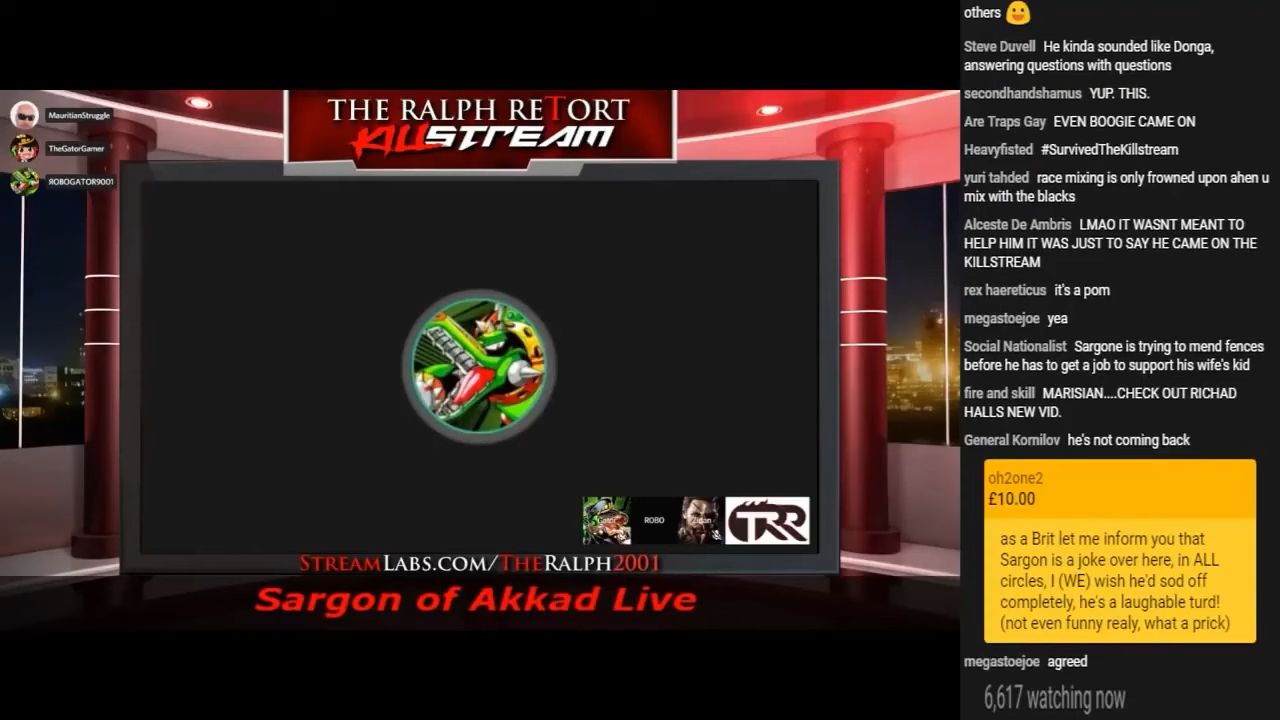 MauritianStruggle
TheGatorGamer
ROBOGATOR9001
THE RALPH RETORT
KILLSTREAM
Gator
ROBO
Zidan
TRR
STREAMLABS.COM/THERALPH2001
Sargon of Akkad Live
others
Steve Duvell He kinda sounded like Donga,
answering questions with questions
secondhandshamus YUP. THIS.
Are Traps Gay EVEN BOOGIE CAME ON
Heavyfisted #SurvivedTheKillstream
yuri tahded race mixing is only frowned upon ahen u
mix with the blacks
Alceste De Ambris LMAO IT WASNT MEANT TO
HELP HIM IT WAS JUST TO SAY HE CAME ON THE
KILLSTREAM
rex haereticus it's a pom
megastoejoe yea
Social Nationalist Sargone is trying to mend fences
before he has to get a job to support his wife's kid
fire and skill MARISIAN....CHECK OUT RICHAD
HALLS NEW VID.
General Kornilov he's not coming back
oh2one2
£10.00
as a Brit let me inform you that
Sargon is a joke over here, in ALL
circles, I (WE) wish he'd sod off
completely, he's a laughable turd!
(not even funny realy, what a prick)
megastoejoe agreed
6,617 watching now